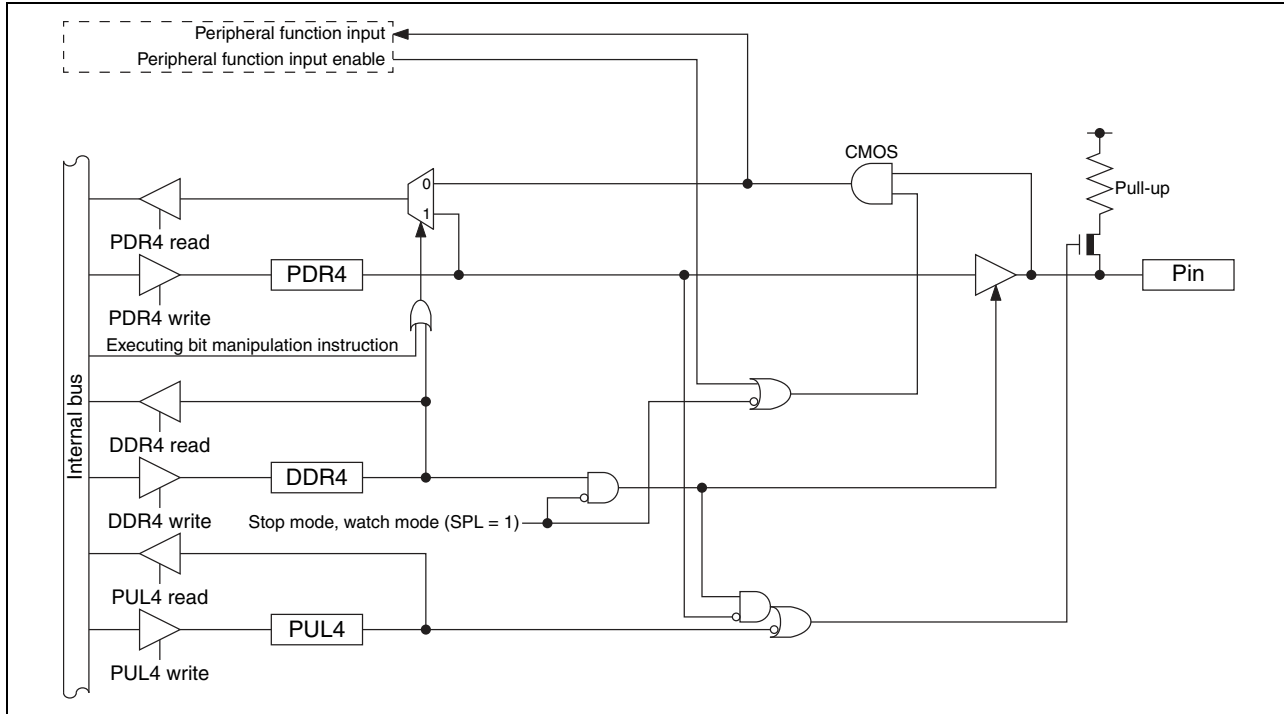 Peripheral function input
Peripheral function input enable
CMOS
Pull-up
0
1
PDR4 read
PDR4
Pin
PDR4 write
Executing bit manipulation instruction
Internal bus
DDR4 read
DDR4
DDR4 write
Stop mode, watch mode (SPL = 1)
PUL4 read
PUL4
PUL4 write